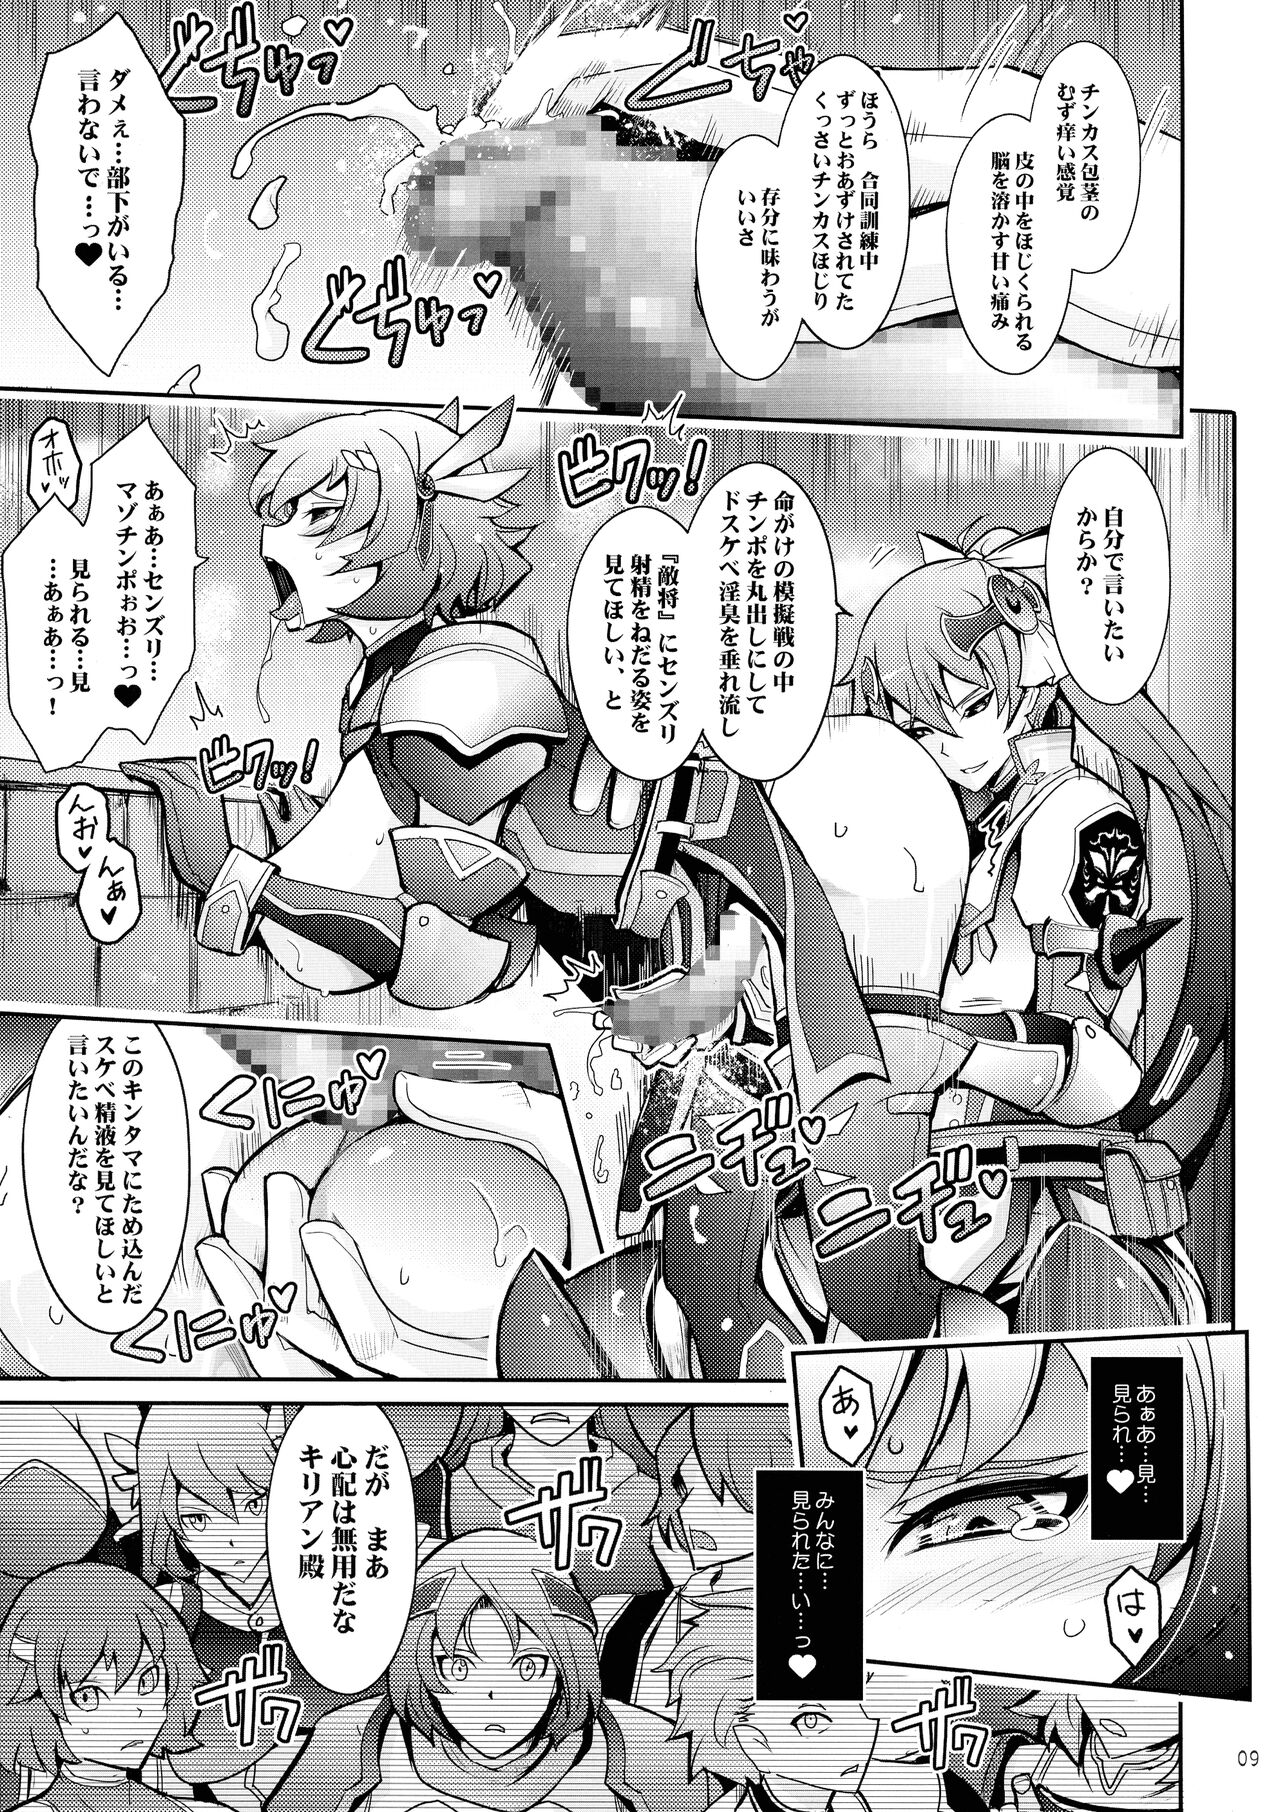 チンカス包茎の
むず痒い感覚
皮の中をほじくられる
脳を溶かす甘い痛み
ほうら 合同訓練中
ずっとおあずけされてた
くっさいチンカスほじり
存分に味わうが
いいさ
どちゃっ
どちゅっ
どぢゅっ
どぢゅっ
ダメぇ…部下がいる…
言わないで…っ♥
自分で言いたい
からか？
命がけの模擬戦の中
チンポを丸出しにして
ドスケベ淫臭を垂れ流し
『敵将』にセンズリ
射精をねだる姿を
見てほしい、と
ビクッ！
ビクッ！
オホッ♥
あぁあ…センズリ…
マゾチンポぉぉ…っ♥
見られる…見
…あぁあ…っ！
んおっ♥
んぁ♥
ニヂュ
ニヂュ♡
くにゅ♡
くにゅ♡
このキンタマにため込んだ
スケベ精液を見てほしいと
言いたいんだな？
あぁあ…見…
見られ…♥
あ♥
みんなに…
見られた…い…っ♥
は♥
だが まあ
心配は無用だな
キリアン殿
ザワ
ザワ
ザワ
09